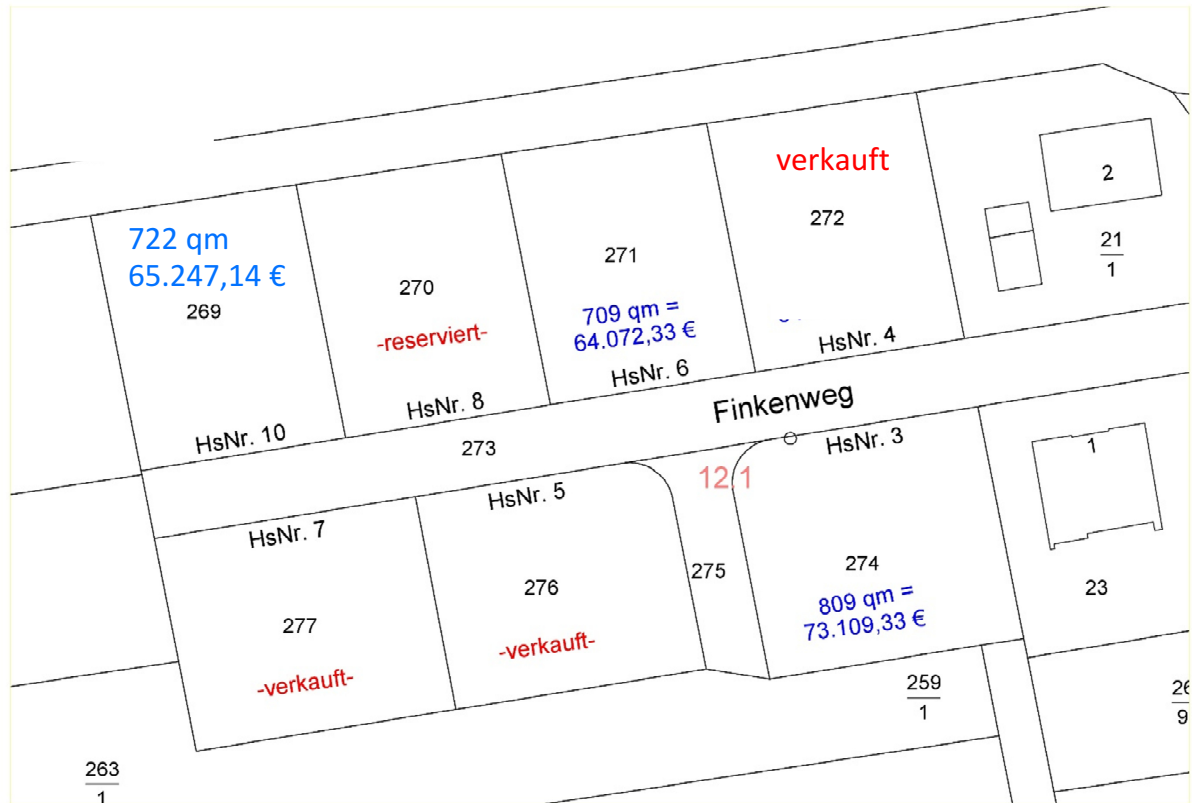 verkauft
2
272
21
1
722 qm
65.247,14 €
269
271
709 qm =
64.072,33 €
270
-reserviert-
HsNr. 4
HsNr. 6
HsNr. 8
HsNr. 10
Finkenweg
273
HsNr. 3
1
12,1
HsNr. 5
HsNr. 7
275
274
809 qm =
73.109,33 €
23
276
-verkauft-
277
-verkauft-
259
1
263
1